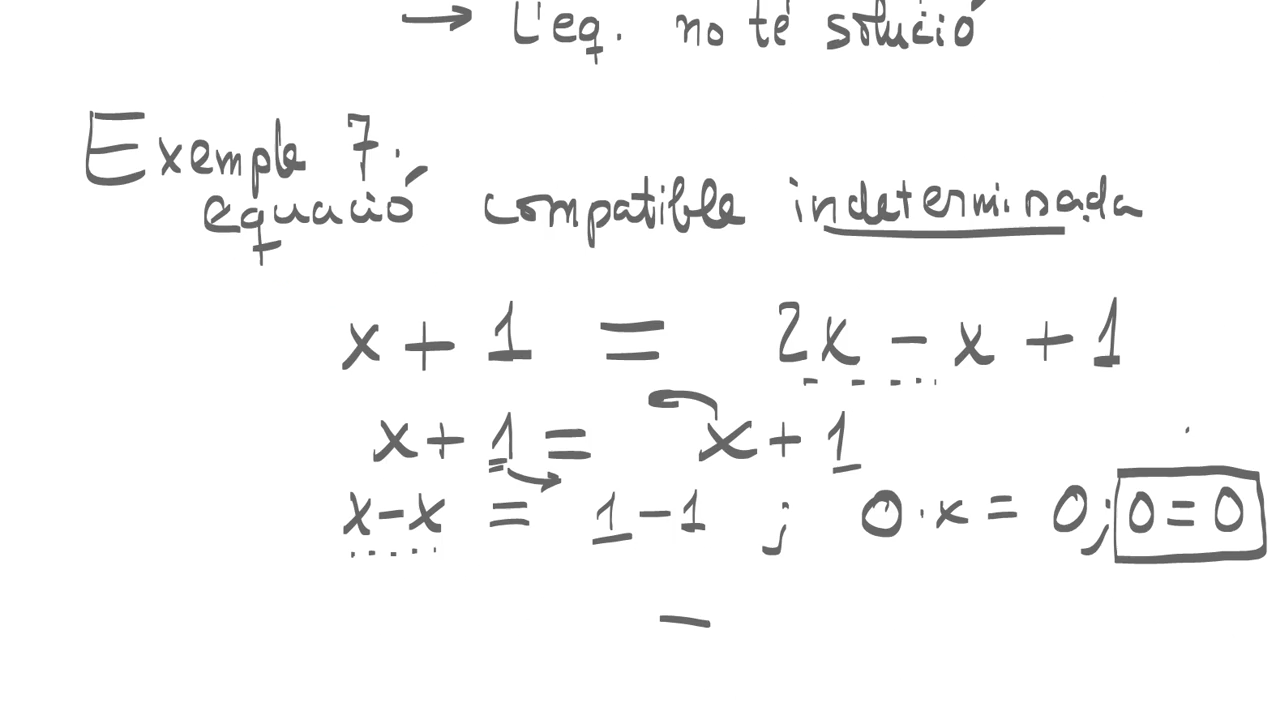 → L'eq. no té solució
Exemple 7.
equació compatible indeterminada
x + 1 = 2x - x + 1
x + 1 = x + 1
x - x = 1 - 1 ; 0 · x = 0; 0 = 0